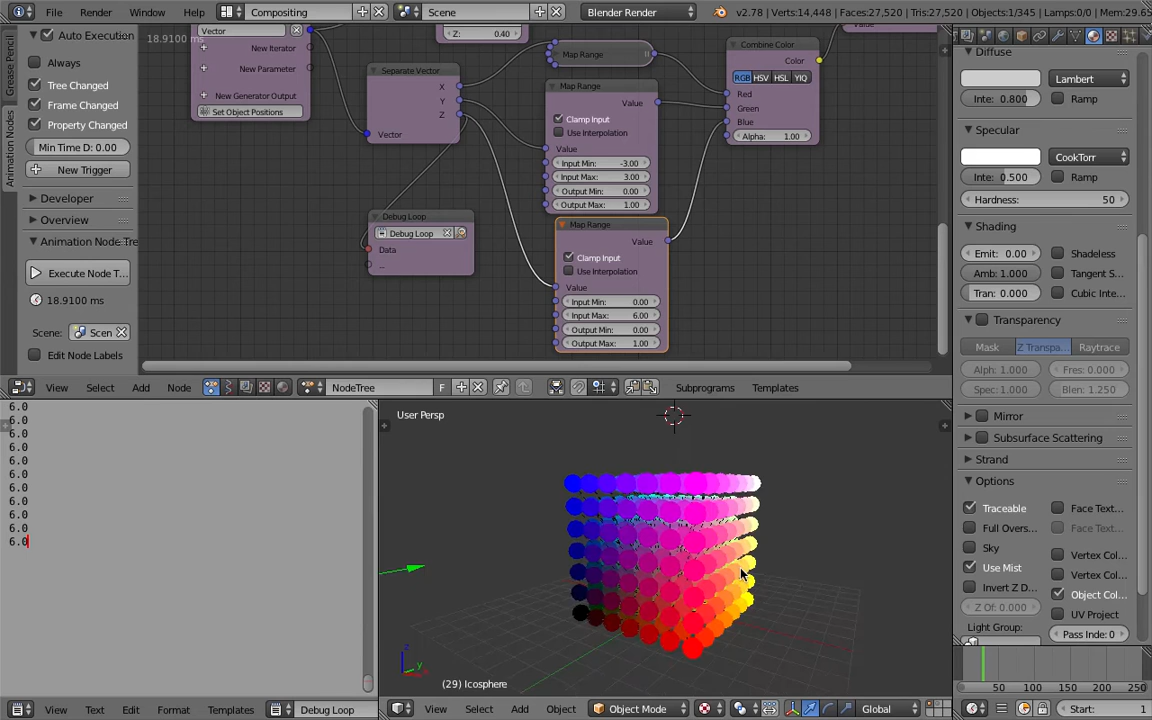 File
Render
Window
Help
Compositing
Scene
Blender Render
v2.78 | Verts:14,448 | Faces:27,520 | Tris:27,520 | Objects:1/345 | Lamps:0/0 | Mem:29.65
Grease Pencil
Animation Nodes
Auto Execution
Always
Tree Changed
Frame Changed
Property Changed
Min Time D: 0.00
New Trigger
Developer
Overview
Animation Node Tre
Execute Node T...
18.9100 ms
Scene:
Scen
Edit Node Labels
18.9100 ms
Vector
New Iterator
New Parameter
New Generator Output
Set Object Positions
Separate Vector
X
Y
Z
Vector
Debug Loop
Debug Loop
Data
...
Z: 0.40
Map Range
Map Range
Value
Clamp Input
Use Interpolation
Value
Input Min: -3.00
Input Max: 3.00
Output Min: 0.00
Output Max: 1.00
Map Range
Value
Clamp Input
Use Interpolation
Value
Input Min: 0.00
Input Max: 6.00
Output Min: 0.00
Output Max: 1.00
Combine Color
Color
RGB HSV HSL YIQ
Red
Green
Blue
Alpha: 1.00
Value
View
Select
Add
Node
NodeTree
F
Subprograms
Templates
6.0
6.0
6.0
6.0
6.0
6.0
6.0
6.0
6.0
6.0
6.0
View
Text
Edit
Format
Templates
Debug Loop
User Persp
z
y
(29) Icosphere
View
Select
Add
Object
Object Mode
Global
Diffuse
Lambert
Inte: 0.800
Ramp
Specular
CookTorr
Inte: 0.500
Ramp
Hardness: 50
Shading
Emit: 0.00
Shadeless
Amb: 1.000
Tangent S...
Tran: 0.000
Cubic Inte...
Transparency
Mask
Z Transpa...
Raytrace
Alph: 1.000
Fres: 0.000
Spec: 1.000
Blen: 1.250
Mirror
Subsurface Scattering
Strand
Options
Traceable
Face Text...
Full Overs...
Face Text...
Sky
Vertex Col...
Use Mist
Vertex Col...
Invert Z D...
Object Col...
Z Of: 0.000
UV Project
Light Group:
Pass Inde: 0
50
100
150
200
250
Start: 1